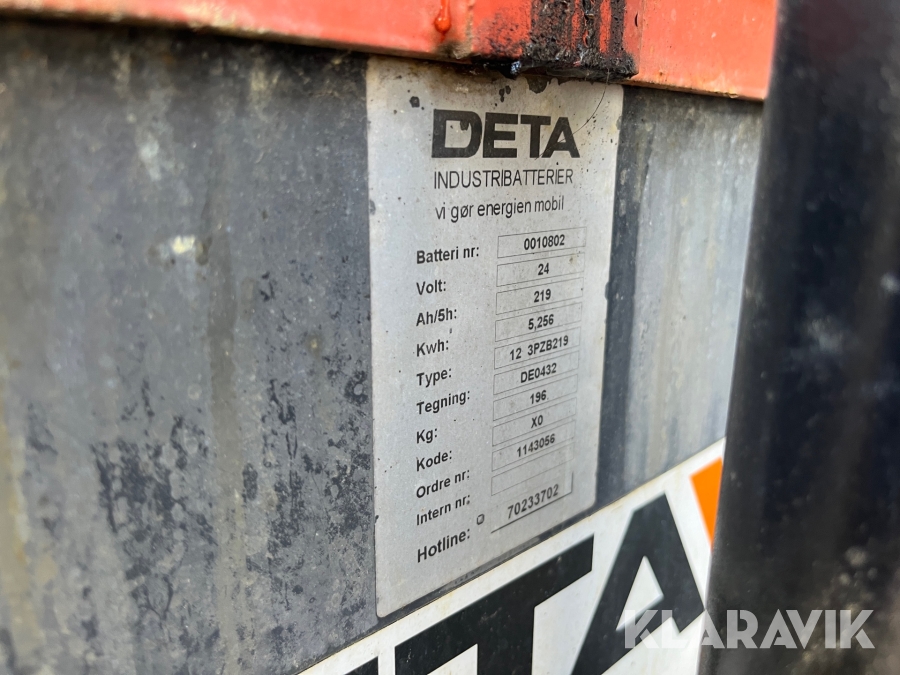 DETA
INDUSTRIBATTERIER
vi gør energien mobil
Batteri nr: 0010802
Volt: 24
Ah/5h: 219
Kwh: 5,256
Type: 12 3PZB219
Tegning: DE0432
Kg: 196
Kode: X0
Ordre nr: 1143056
Intern nr:
Hotline: 70233702
TA
KLARAVIK